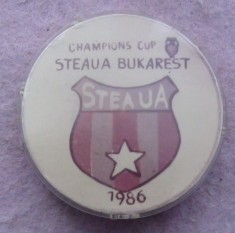 CHAMPIONS CUP
STEAUA BUKAREST
STEAUA
1986